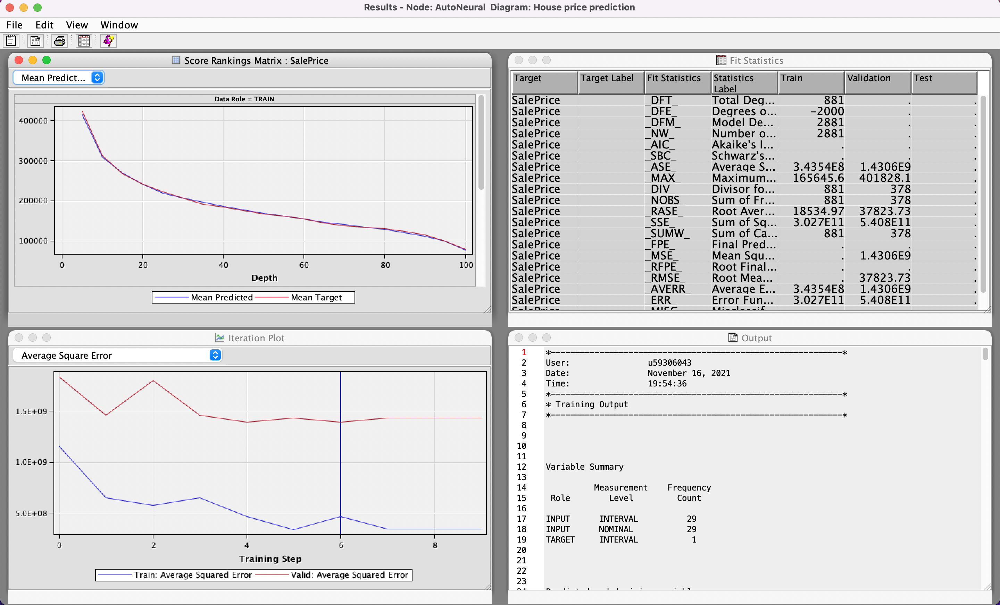 Results - Node: AutoNeural  Diagram: House price prediction
File Edit View Window
Score Rankings Matrix : SalePrice
Mean Predict...
Data Role = TRAIN
400000
300000
200000
100000
0 20 40 60 80 100
Depth
Mean Predicted Mean Target
Fit Statistics
Target Target Label Fit Statistics Statistics Label Train Validation Test
SalePrice _DFT_ Total Deg... 881 . .
SalePrice _DFE_ Degrees o... -2000 . .
SalePrice _DFM_ Model De... 2881 . .
SalePrice _NW_ Number o... 2881 . .
SalePrice _AIC_ Akaike's I... . . .
SalePrice _SBC_ Schwarz's... . . .
SalePrice _ASE_ Average S... 3.4354E8 1.4306E9 .
SalePrice _MAX_ Maximum... 165645.6 401828.1 .
SalePrice _DIV_ Divisor fo... 881 378 .
SalePrice _NOBS_ Sum of Fr... 881 378 .
SalePrice _RASE_ Root Aver... 18534.97 37823.73 .
SalePrice _SSE_ Sum of Sq... 3.027E11 5.408E11 .
SalePrice _SUMW_ Sum of Ca... 881 378 .
SalePrice _FPE_ Final Pred... . . .
SalePrice _MSE_ Mean Squ... . 1.4306E9 .
SalePrice _RFPE_ Root Final... . . .
SalePrice _RMSE_ Root Mea... . 37823.73 .
SalePrice _AVERR_ Average E... 3.4354E8 1.4306E9 .
SalePrice _ERR_ Error Fun... 3.027E11 5.408E11 .
Iteration Plot
Average Square Error
1.5E+09
1.0E+09
5.0E+08
0 2 4 6 8
Training Step
Train: Average Squared Error Valid: Average Squared Error
Output
1 *------------------------------------------------------------*
2 User: u59306043
3 Date: November 16, 2021
4 Time: 19:54:36
5 *------------------------------------------------------------*
6 * Training Output
7 *------------------------------------------------------------*
8
9
10
11
12 Variable Summary
13
14 Measurement Frequency
15 Role Level Count
16
17 INPUT INTERVAL 29
18 INPUT NOMINAL 29
19 TARGET INTERVAL 1
20
21
22
23